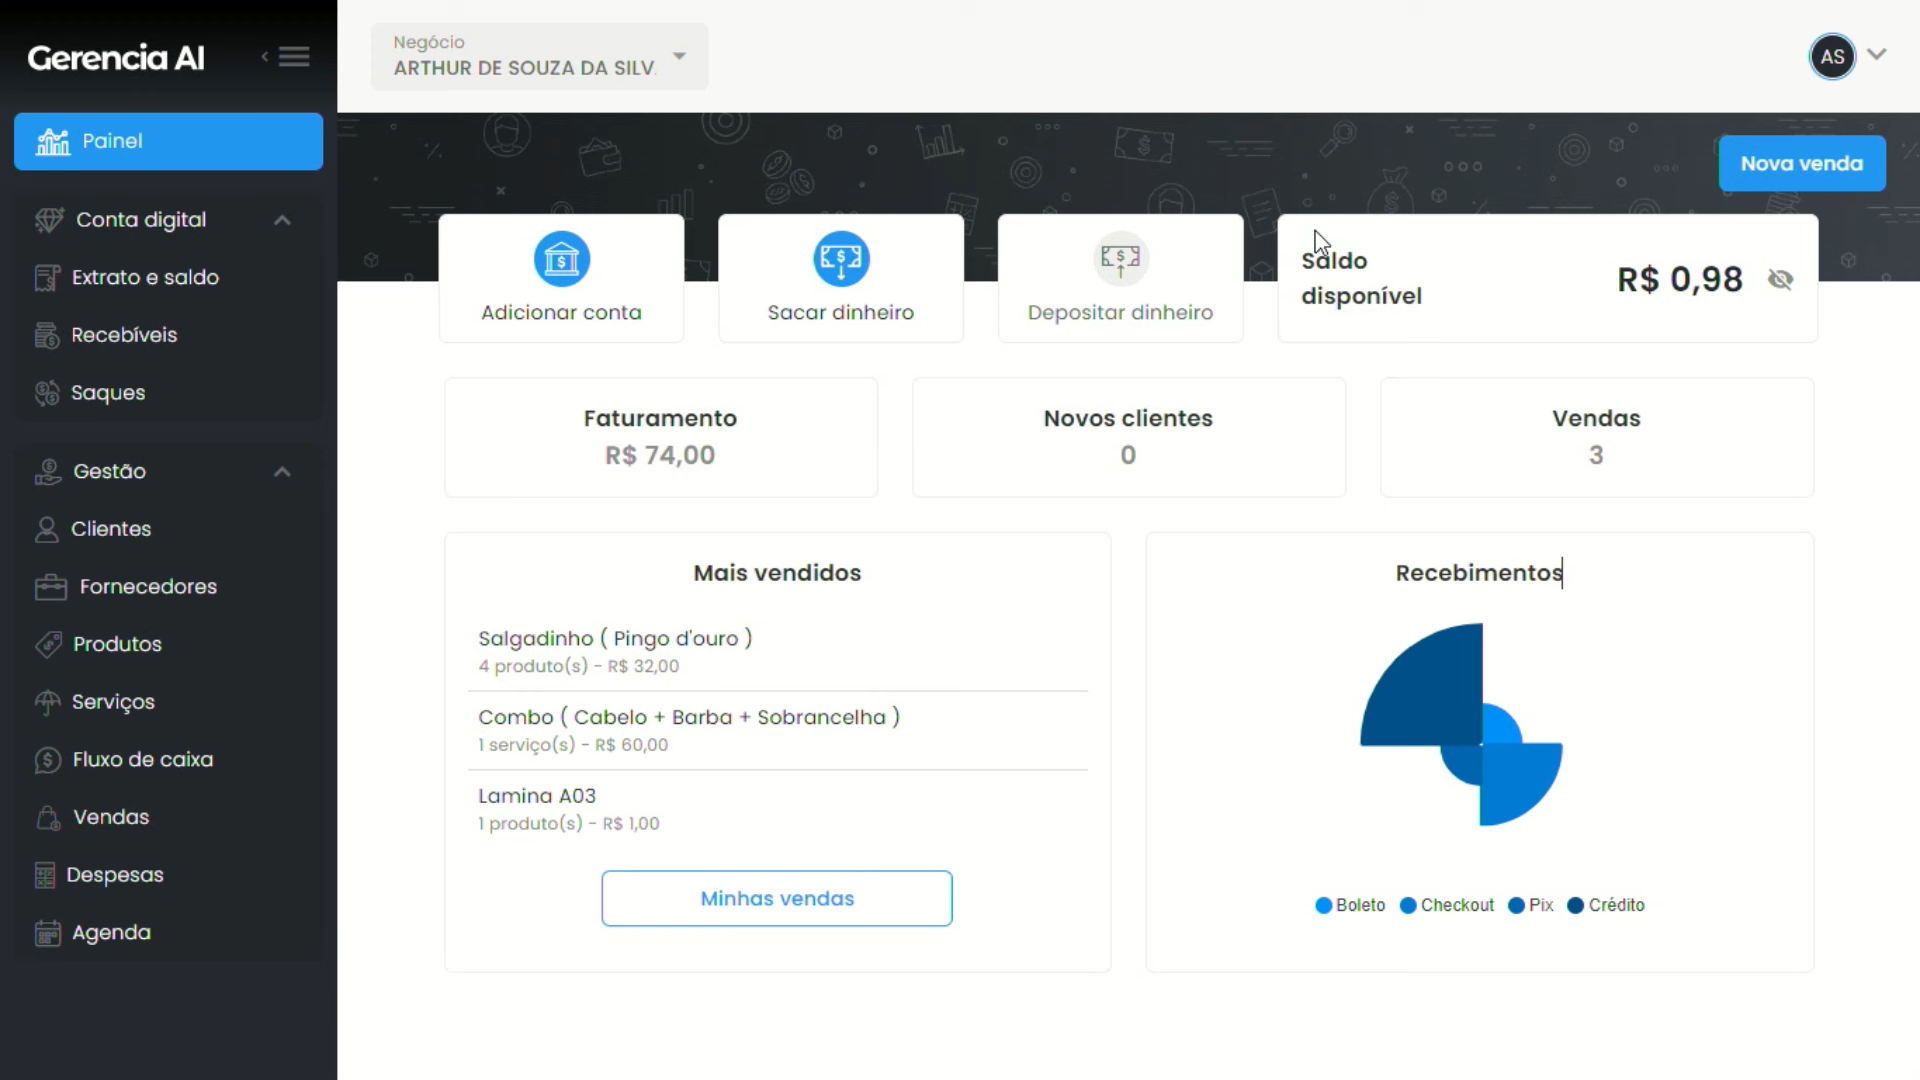 Gerencia AI
Negócio
ARTHUR DE SOUZA DA SILV
AS
Painel
Nova venda
Conta digital
Extrato e saldo
Recebíveis
Saques
Gestão
Clientes
Fornecedores
Produtos
Serviços
Fluxo de caixa
Vendas
Despesas
Agenda
Adicionar conta
Sacar dinheiro
Depositar dinheiro
Saldo
disponível
R$ 0,98
Faturamento
R$ 74,00
Novos clientes
0
Vendas
3
Mais vendidos
Salgadinho ( Pingo d'ouro )
4 produto(s) - R$ 32,00
Combo ( Cabelo + Barba + Sobrancelha )
1 serviço(s) - R$ 60,00
Lamina A03
1 produto(s) - R$ 1,00
Minhas vendas
Recebimentos
Boleto Checkout Pix Crédito